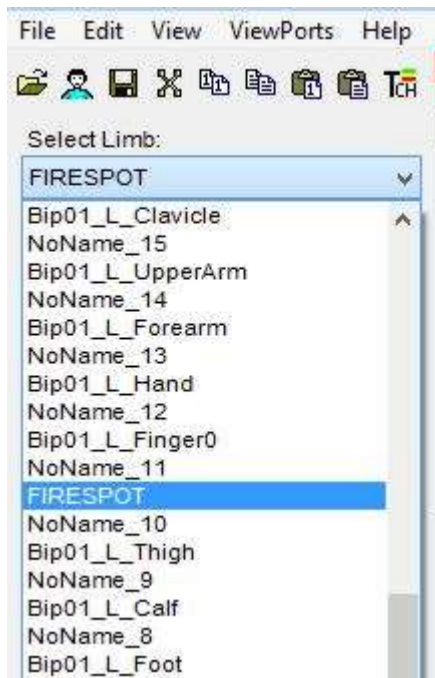 File Edit View ViewPorts Help
TCH
Select Limb:
FIRESPOT
Bip01_L_Clavicle
NoName_15
Bip01_L_UpperArm
NoName_14
Bip01_L_Forearm
NoName_13
Bip01_L_Hand
NoName_12
Bip01_L_Finger0
NoName_11
FIRESPOT
NoName_10
Bip01_L_Thigh
NoName_9
Bip01_L_Calf
NoName_8
Bip01_L_Foot